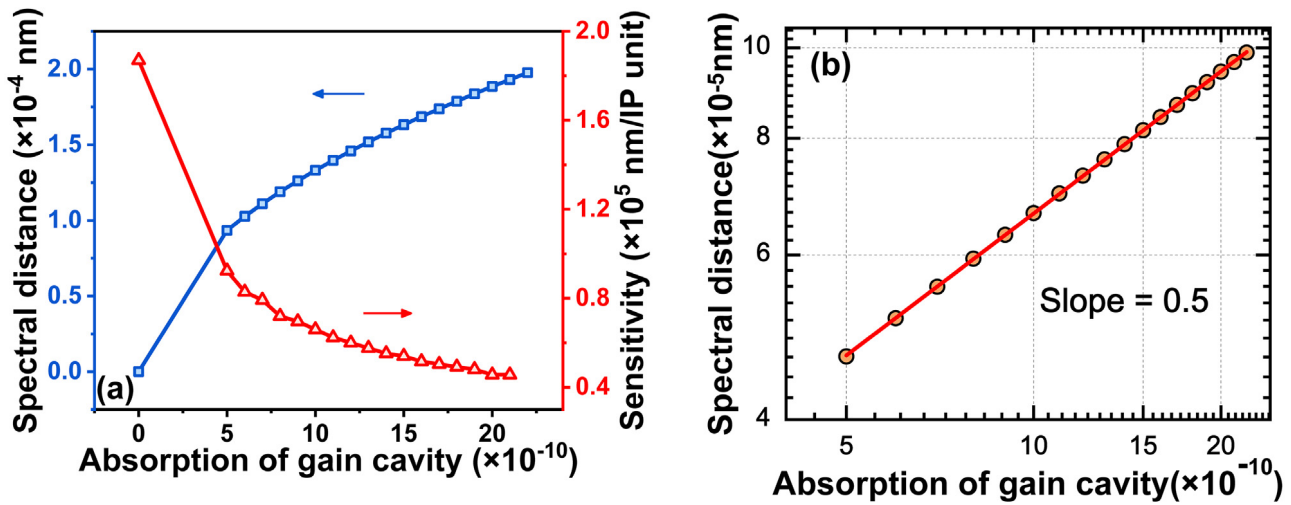 Spectral distance (×10⁻⁴ nm)
2.0
1.5
1.0
0.5
0.0
(a)
0
5
10
15
20
Absorption of gain cavity (×10⁻¹⁰)
2.0
1.6
1.2
0.8
0.4
Sensitivity (×10⁵ nm/IP unit)
Spectral distance(×10⁻⁵nm)
10
8
6
4
(b)
Slope = 0.5
5
10
15
20
Absorption of gain cavity(×10⁻¹⁰)